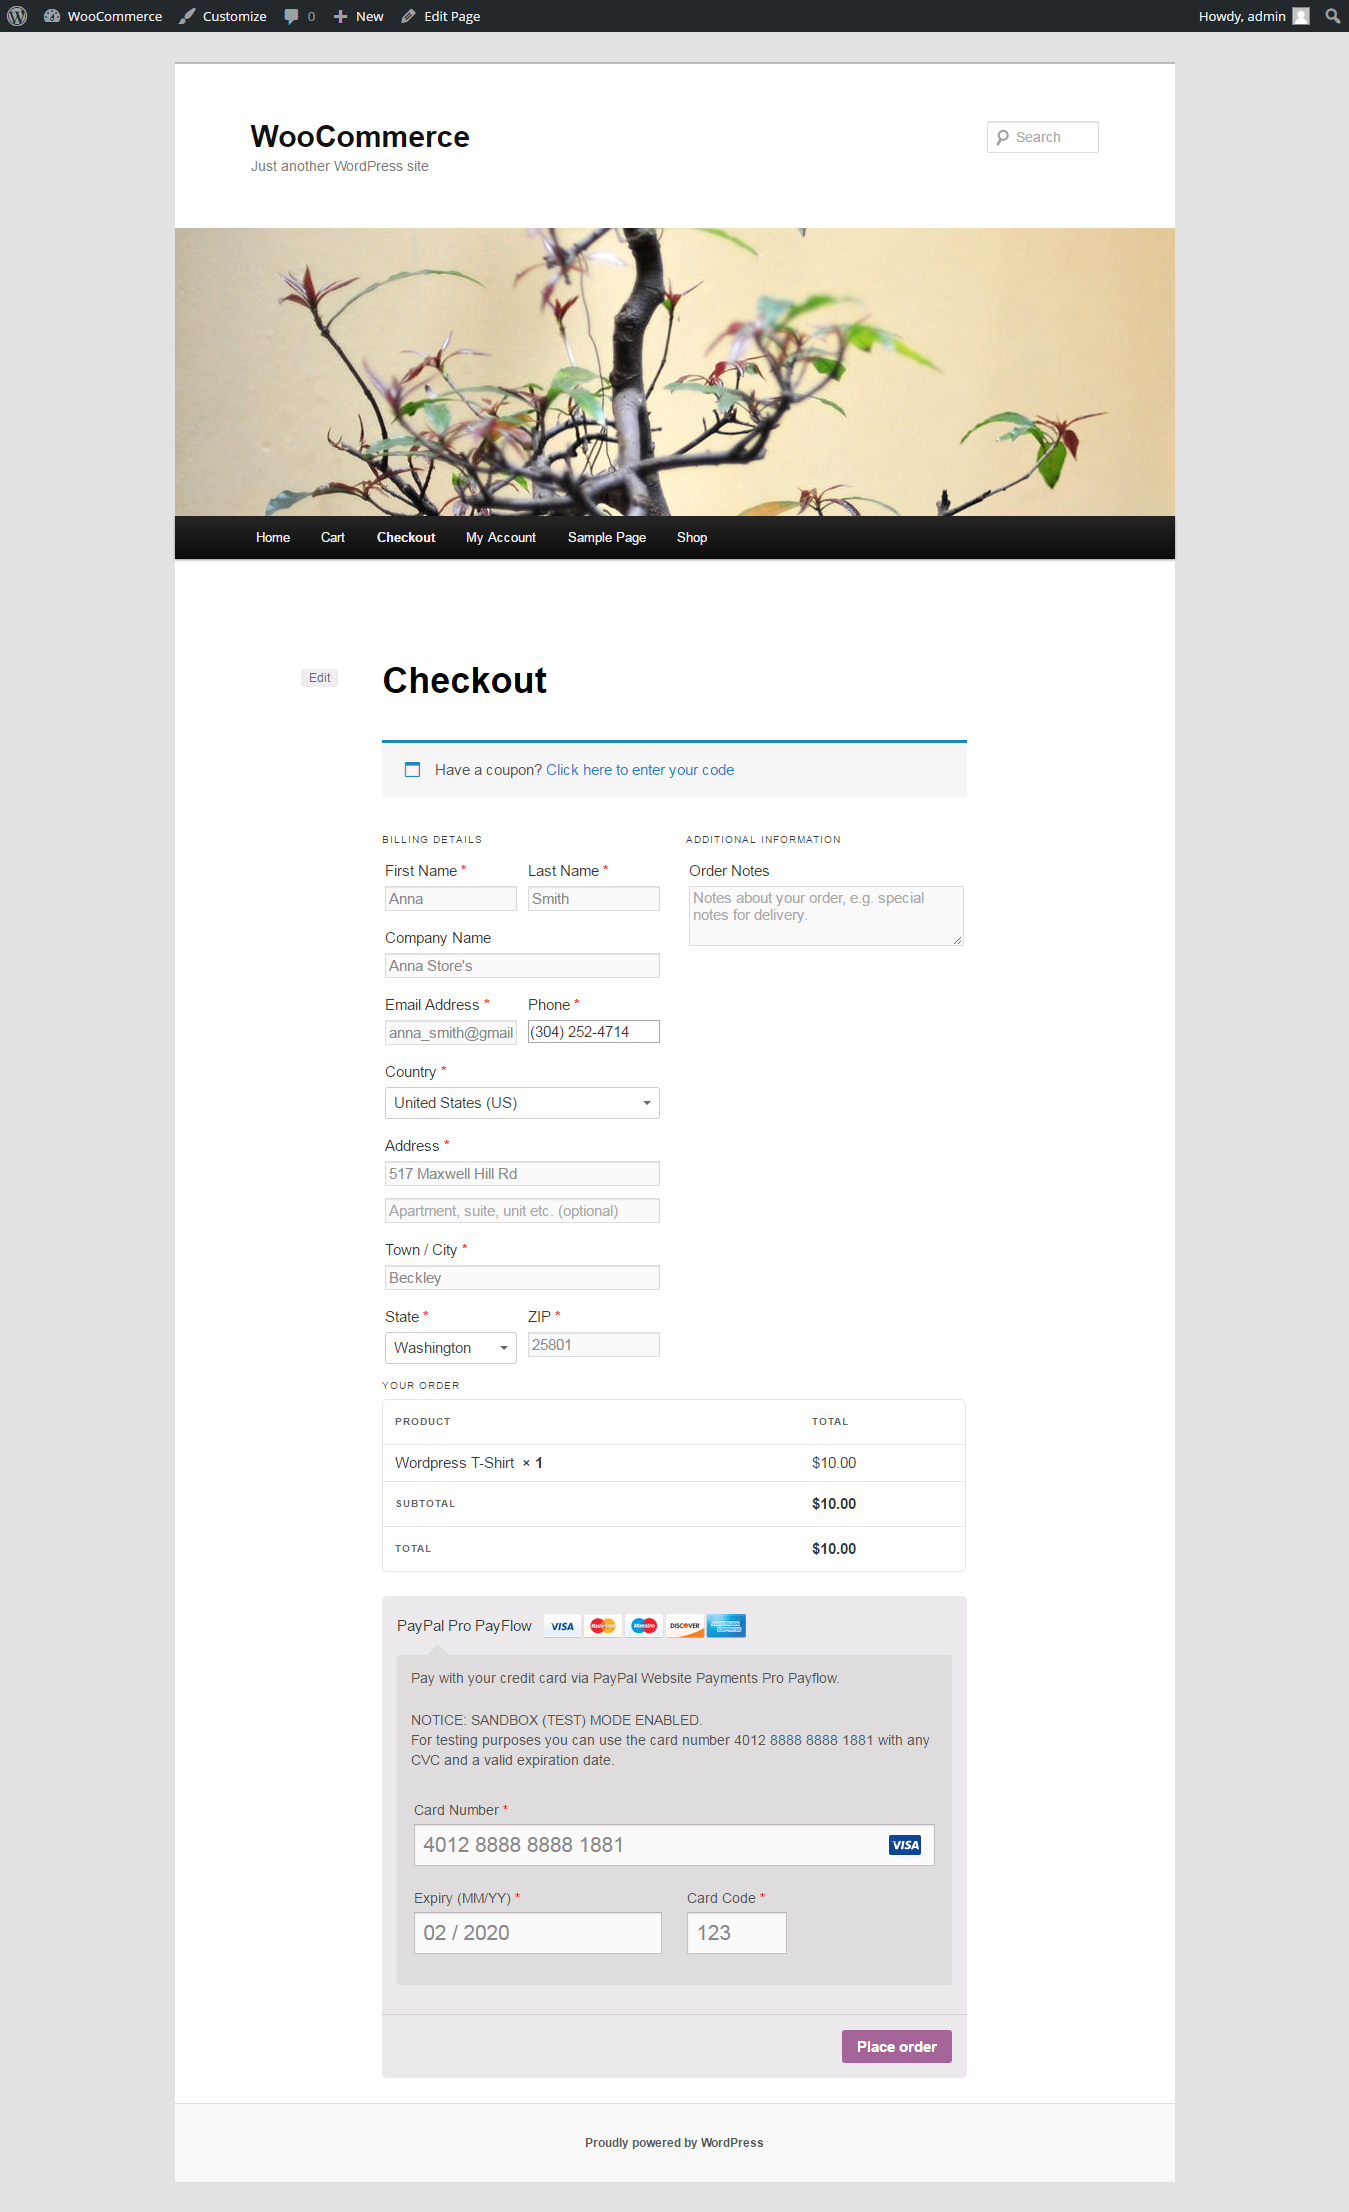 WooCommerce Customize 0 New Edit Page Howdy, admin
WooCommerce
Just another WordPress site
Search
Home Cart Checkout My Account Sample Page Shop
Edit
Checkout
Have a coupon? Click here to enter your code
BILLING DETAILS
First Name * Last Name *
Anna Smith
Company Name
Anna Store's
Email Address * Phone *
anna_smith@gmail (304) 252-4714
Country *
United States (US)
Address *
517 Maxwell Hill Rd
Apartment, suite, unit etc. (optional)
Town / City *
Beckley
State * ZIP *
Washington 25801
ADDITIONAL INFORMATION
Order Notes
Notes about your order, e.g. special
notes for delivery.
YOUR ORDER
PRODUCT TOTAL
Wordpress T-Shirt × 1 $10.00
SUBTOTAL $10.00
TOTAL $10.00
PayPal Pro PayFlow VISA MasterCard Maestro DISCOVER AMERICAN EXPRESS
Pay with your credit card via PayPal Website Payments Pro Payflow.
NOTICE: SANDBOX (TEST) MODE ENABLED.
For testing purposes you can use the card number 4012 8888 8888 1881 with any
CVC and a valid expiration date.
Card Number *
4012 8888 8888 1881 VISA
Expiry (MM/YY) * Card Code *
02 / 2020 123
Place order
Proudly powered by WordPress